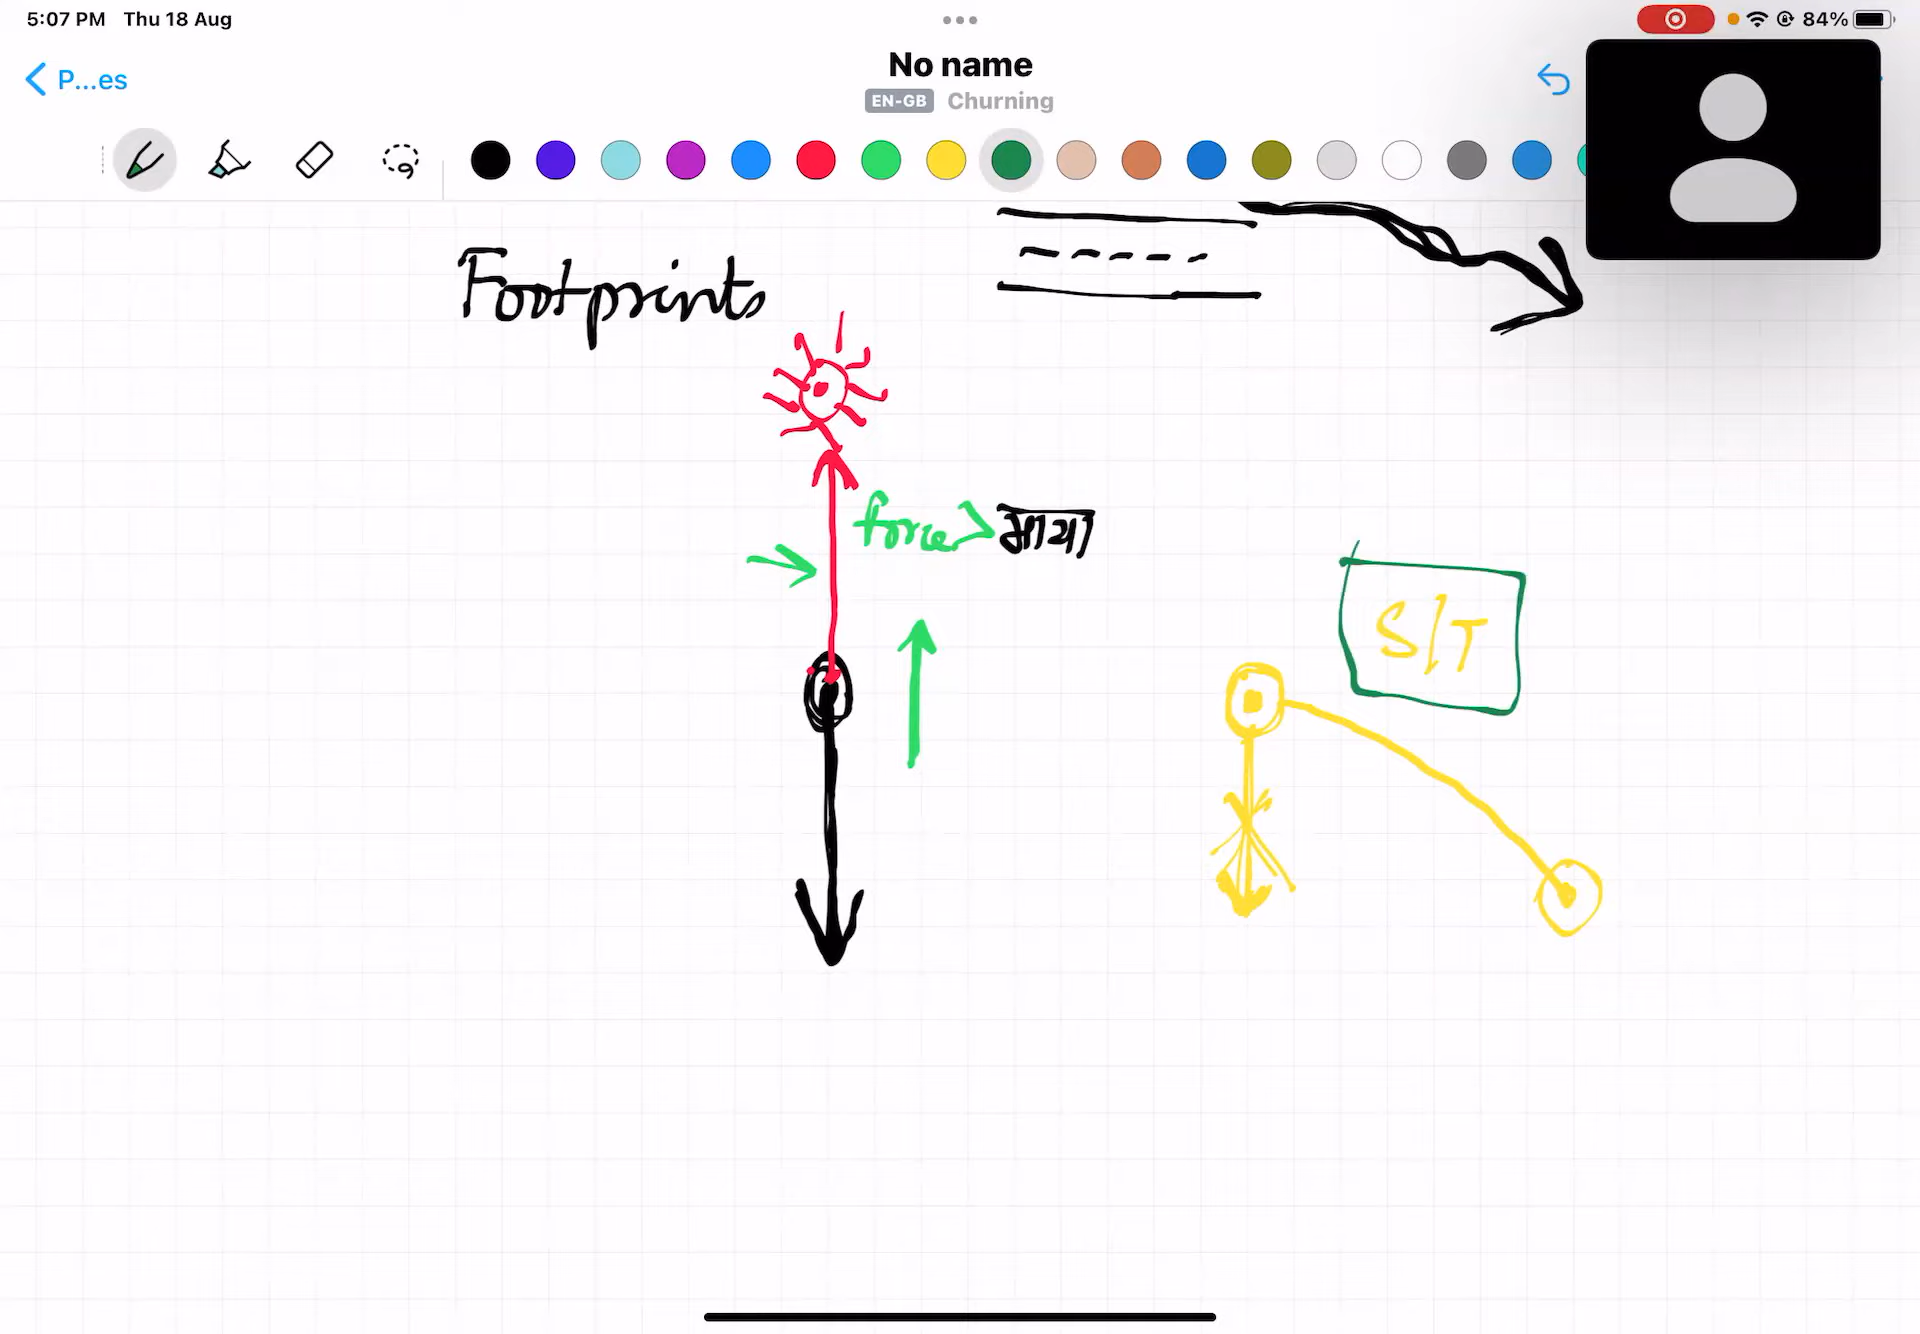 5:07 PM Thu 18 Aug
84%
P...es
No name
EN-GB Churning
Footprints
force > माया
S/T